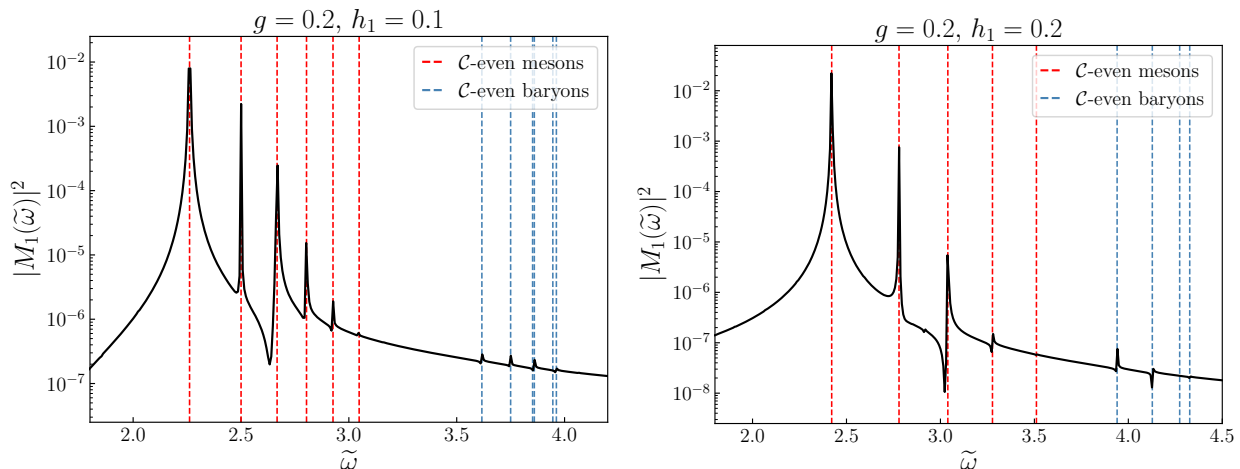 g = 0.2, h₁ = 0.1
C-even mesons
C-even baryons
|M₁(ω̃)|²
10⁻²
10⁻³
10⁻⁴
10⁻⁵
10⁻⁶
10⁻⁷
2.0 2.5 3.0 3.5 4.0
ω̃
g = 0.2, h₁ = 0.2
C-even mesons
C-even baryons
|M₁(ω̃)|²
10⁻²
10⁻³
10⁻⁴
10⁻⁵
10⁻⁶
10⁻⁷
10⁻⁸
2.0 2.5 3.0 3.5 4.0 4.5
ω̃